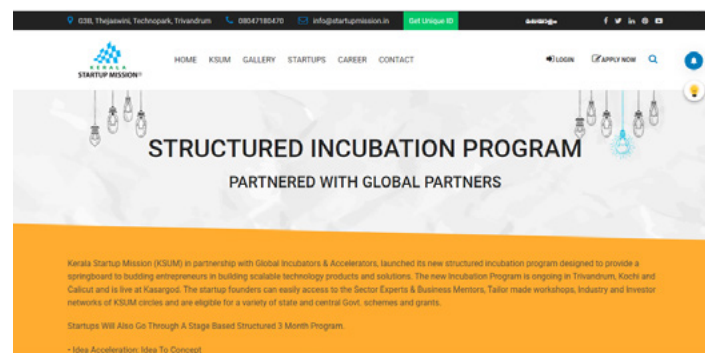 03B, Thejaswini, Technopark, Trivandrum 08047180470 info@startupmission.in Get Unique ID മലയാളം
KERALA
STARTUP MISSION
HOME KSUM GALLERY STARTUPS CAREER CONTACT LOGIN APPLY NOW
STRUCTURED INCUBATION PROGRAM
PARTNERED WITH GLOBAL PARTNERS
Kerala Startup Mission (KSUM) in partnership with Global Incubators & Accelerators, launched its new structured incubation program designed to provide a
springboard to budding entrepreneurs in building scalable technology products and solutions. The new Incubation Program is ongoing in Trivandrum, Kochi and
Calicut and is live at Kasargod. The startup founders can easily access to the Sector Experts & Business Mentors, Tailor made workshops, Industry and Investor
networks of KSUM circles and are eligible for a variety of state and central Govt. schemes and grants.
Startups Will Also Go Through A Stage Based Structured 3 Month Program.
• Idea Acceleration: Idea To Concept